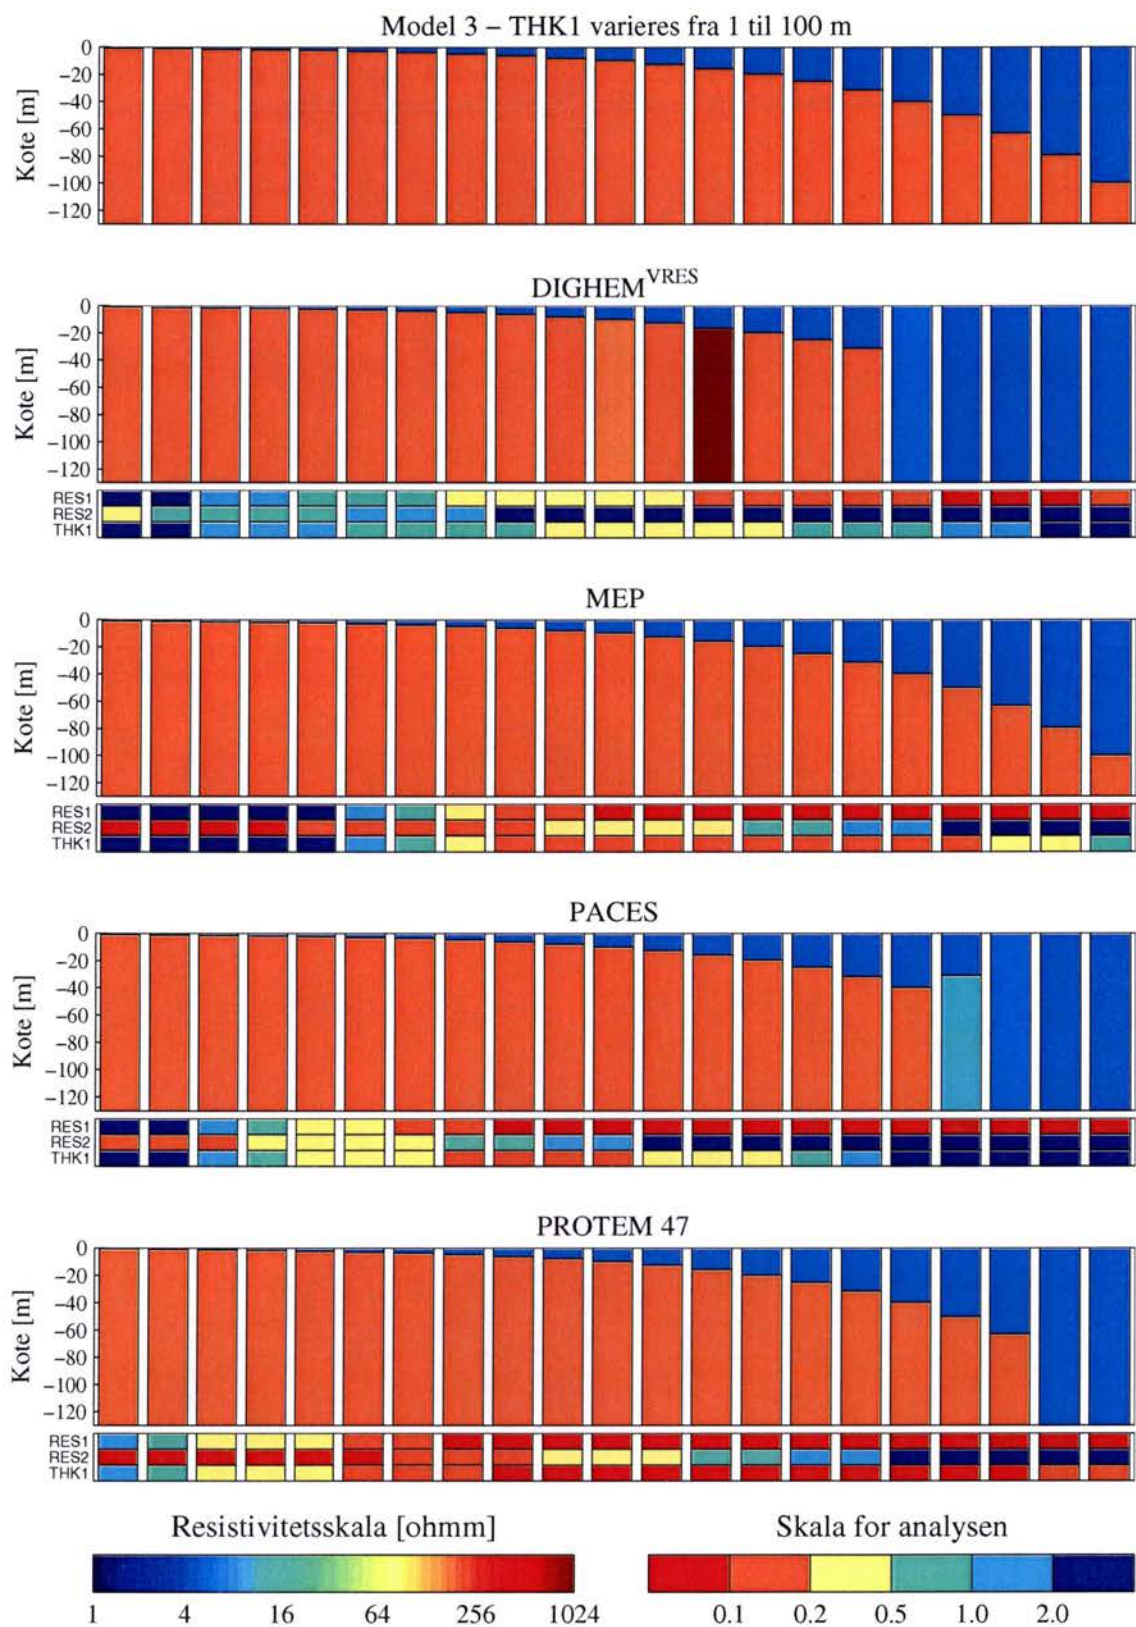 Model 3 – THK1 varieres fra 1 til 100 m
Kote [m]
0
−20
−40
−60
−80
−100
−120
DIGHEM^VRES
Kote [m]
0
−20
−40
−60
−80
−100
−120
RES1
RES2
THK1
MEP
Kote [m]
0
−20
−40
−60
−80
−100
−120
RES1
RES2
THK1
PACES
Kote [m]
0
−20
−40
−60
−80
−100
−120
RES1
RES2
THK1
PROTEM 47
Kote [m]
0
−20
−40
−60
−80
−100
−120
RES1
RES2
THK1
Resistivitetsskala [ohmm]
1 4 16 64 256 1024
Skala for analysen
0.1 0.2 0.5 1.0 2.0